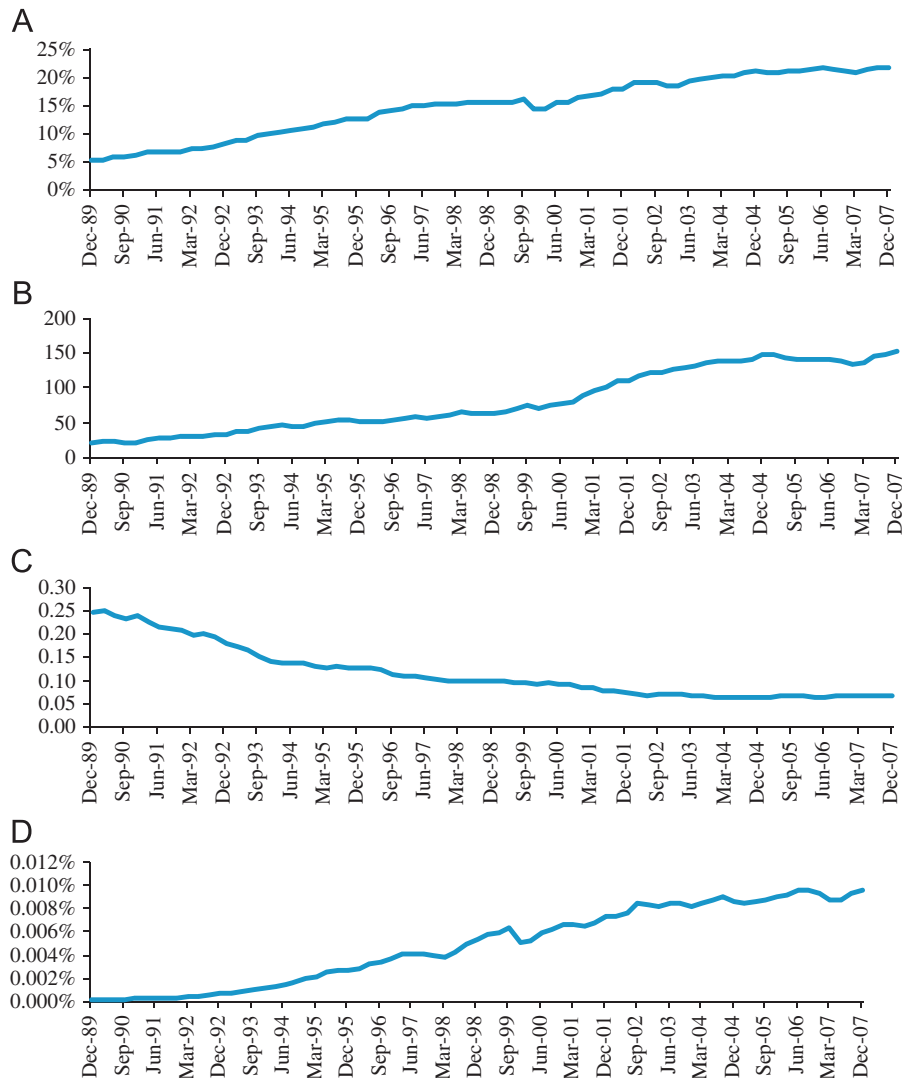 A
25%
20%
15%
10%
5%
0%
Dec-89
Sep-90
Jun-91
Mar-92
Dec-92
Sep-93
Jun-94
Mar-95
Dec-95
Sep-96
Jun-97
Mar-98
Dec-98
Sep-99
Jun-00
Mar-01
Dec-01
Sep-02
Jun-03
Mar-04
Dec-04
Sep-05
Jun-06
Mar-07
Dec-07
B
200
150
100
50
0
Dec-89
Sep-90
Jun-91
Mar-92
Dec-92
Sep-93
Jun-94
Mar-95
Dec-95
Sep-96
Jun-97
Mar-98
Dec-98
Sep-99
Jun-00
Mar-01
Dec-01
Sep-02
Jun-03
Mar-04
Dec-04
Sep-05
Jun-06
Mar-07
Dec-07
C
0.30
0.25
0.20
0.15
0.10
0.05
0.00
Dec-89
Sep-90
Jun-91
Mar-92
Dec-92
Sep-93
Jun-94
Mar-95
Dec-95
Sep-96
Jun-97
Mar-98
Dec-98
Sep-99
Jun-00
Mar-01
Dec-01
Sep-02
Jun-03
Mar-04
Dec-04
Sep-05
Jun-06
Mar-07
Dec-07
D
0.012%
0.010%
0.008%
0.006%
0.004%
0.002%
0.000%
Dec-89
Sep-90
Jun-91
Mar-92
Dec-92
Sep-93
Jun-94
Mar-95
Dec-95
Sep-96
Jun-97
Mar-98
Dec-98
Sep-99
Jun-00
Mar-01
Dec-01
Sep-02
Jun-03
Mar-04
Dec-04
Sep-05
Jun-06
Mar-07
Dec-07